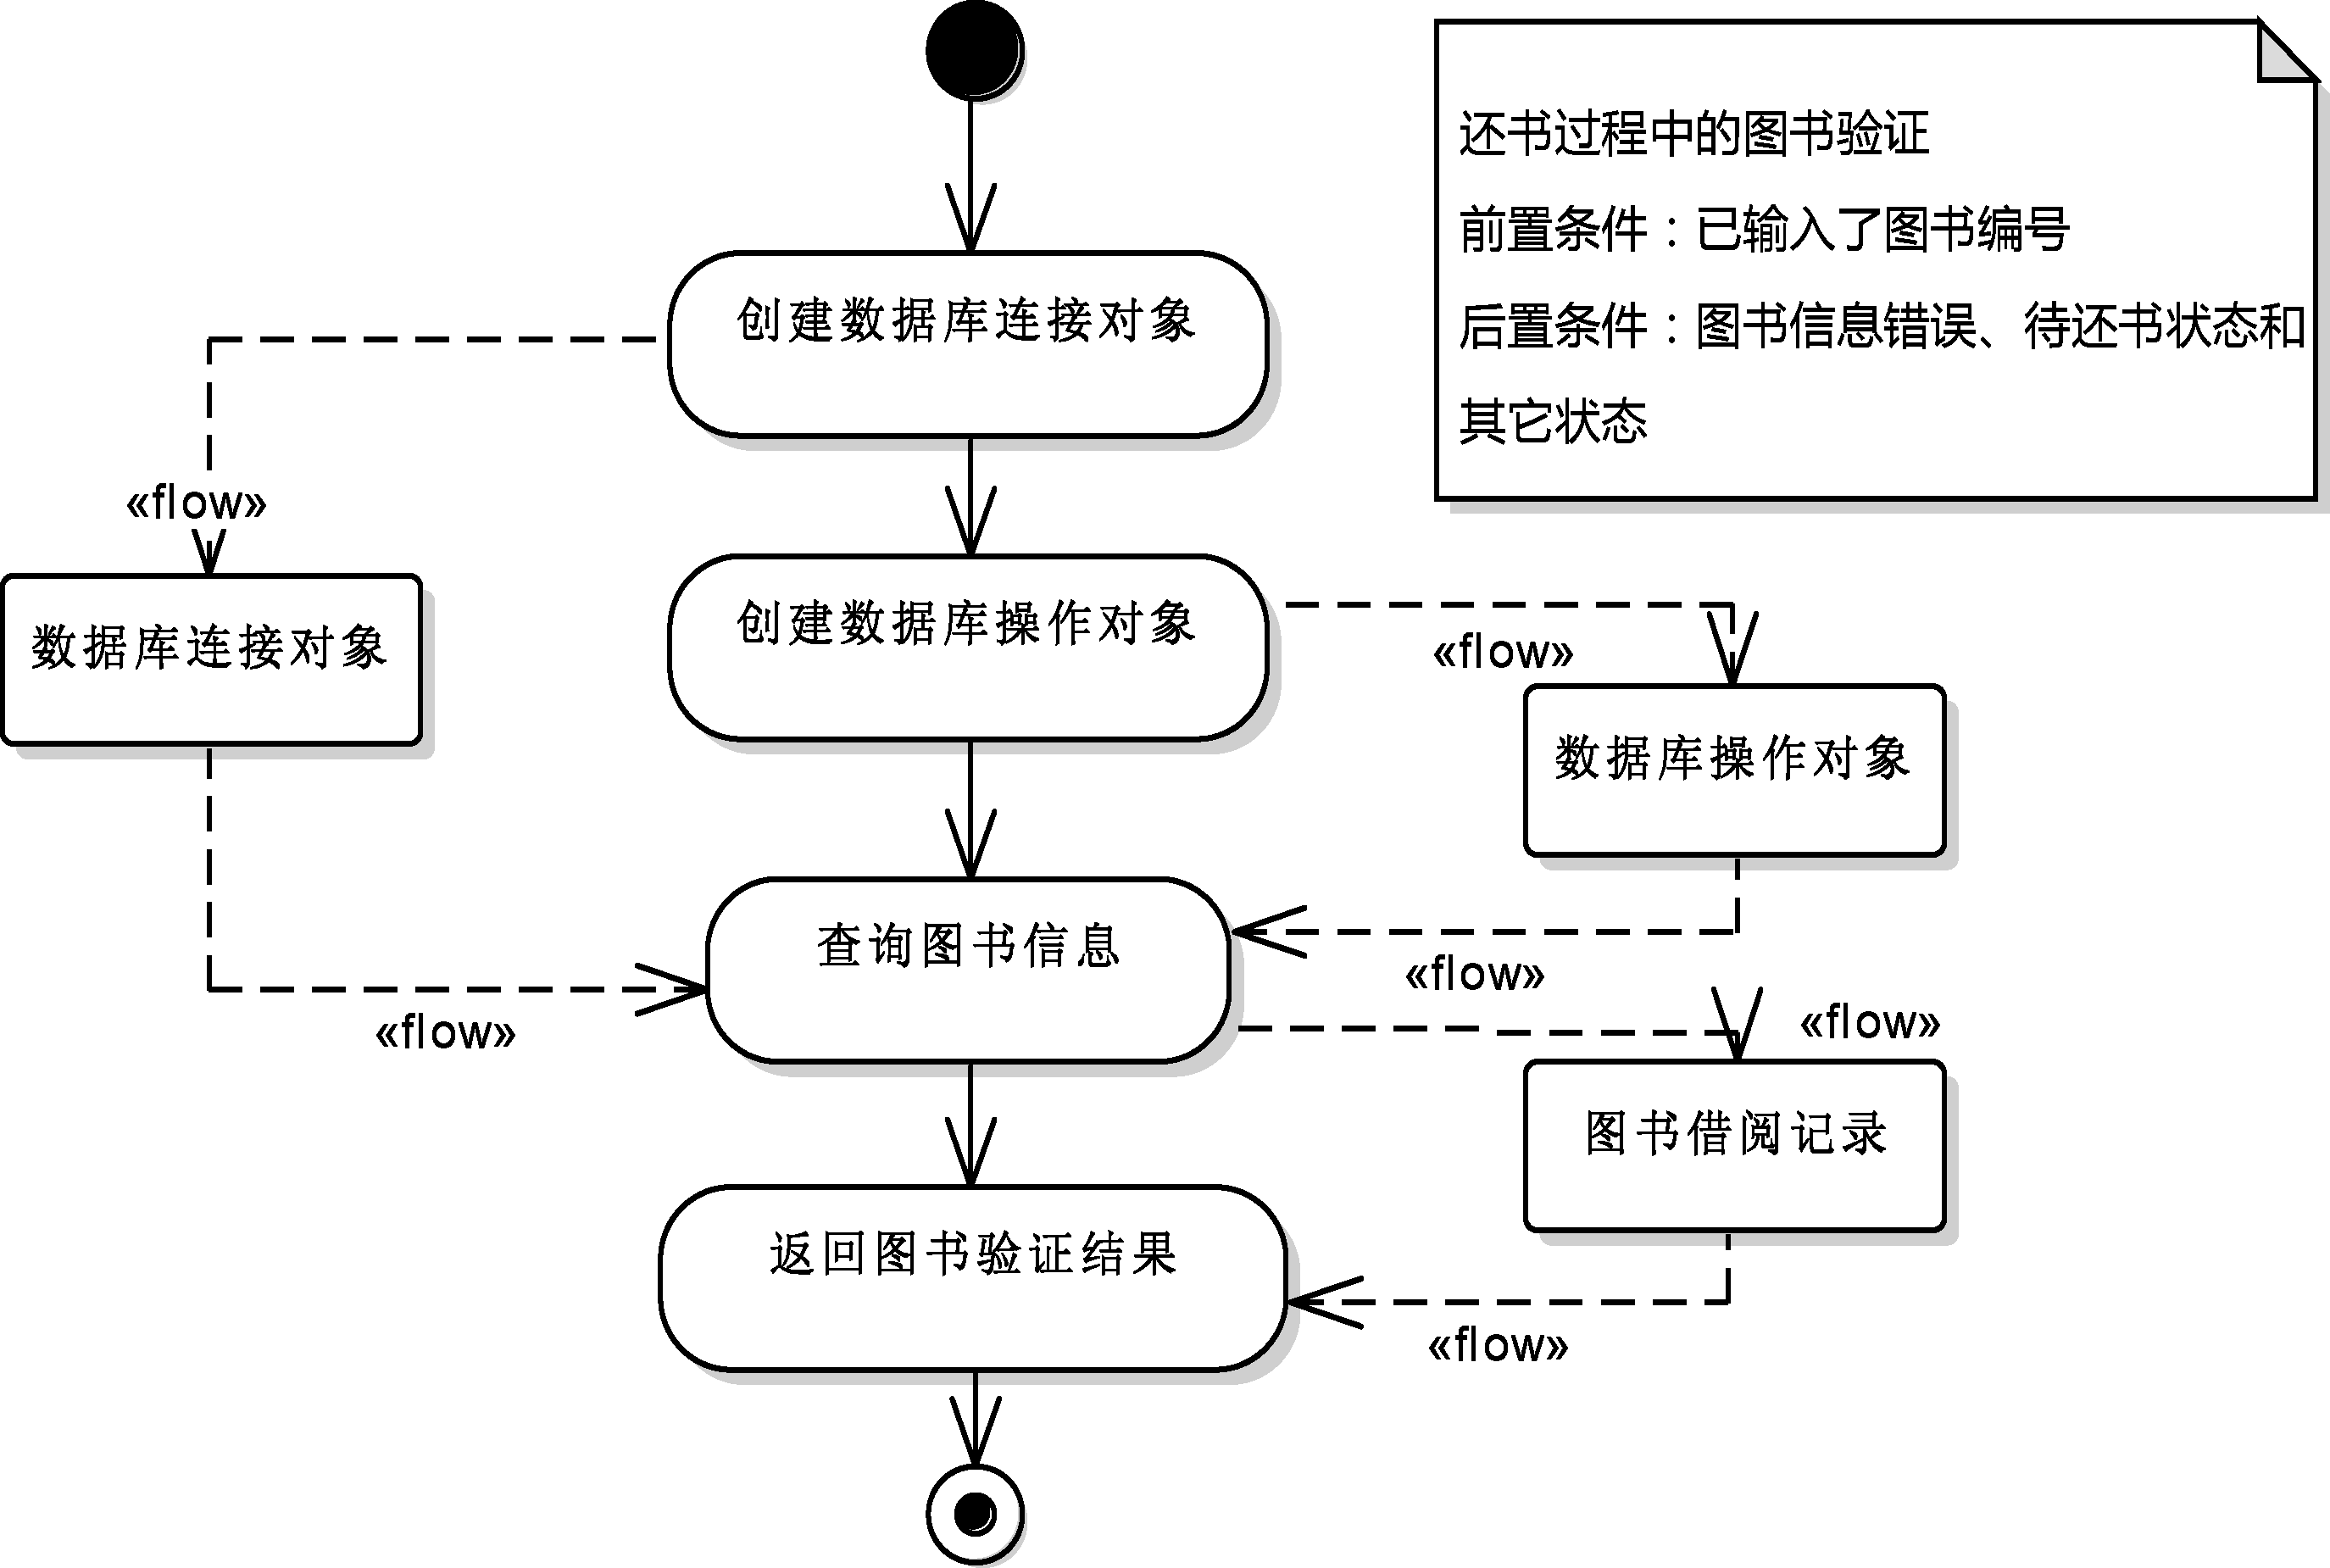 还书过程中的图书验证
前置条件：已输入了图书编号
后置条件：图书信息错误、待还书状态和
其它状态
创建数据库连接对象
«flow»
数据库连接对象
创建数据库操作对象
«flow»
数据库操作对象
查询图书信息
«flow»
«flow»
«flow»
图书借阅记录
返回图书验证结果
«flow»